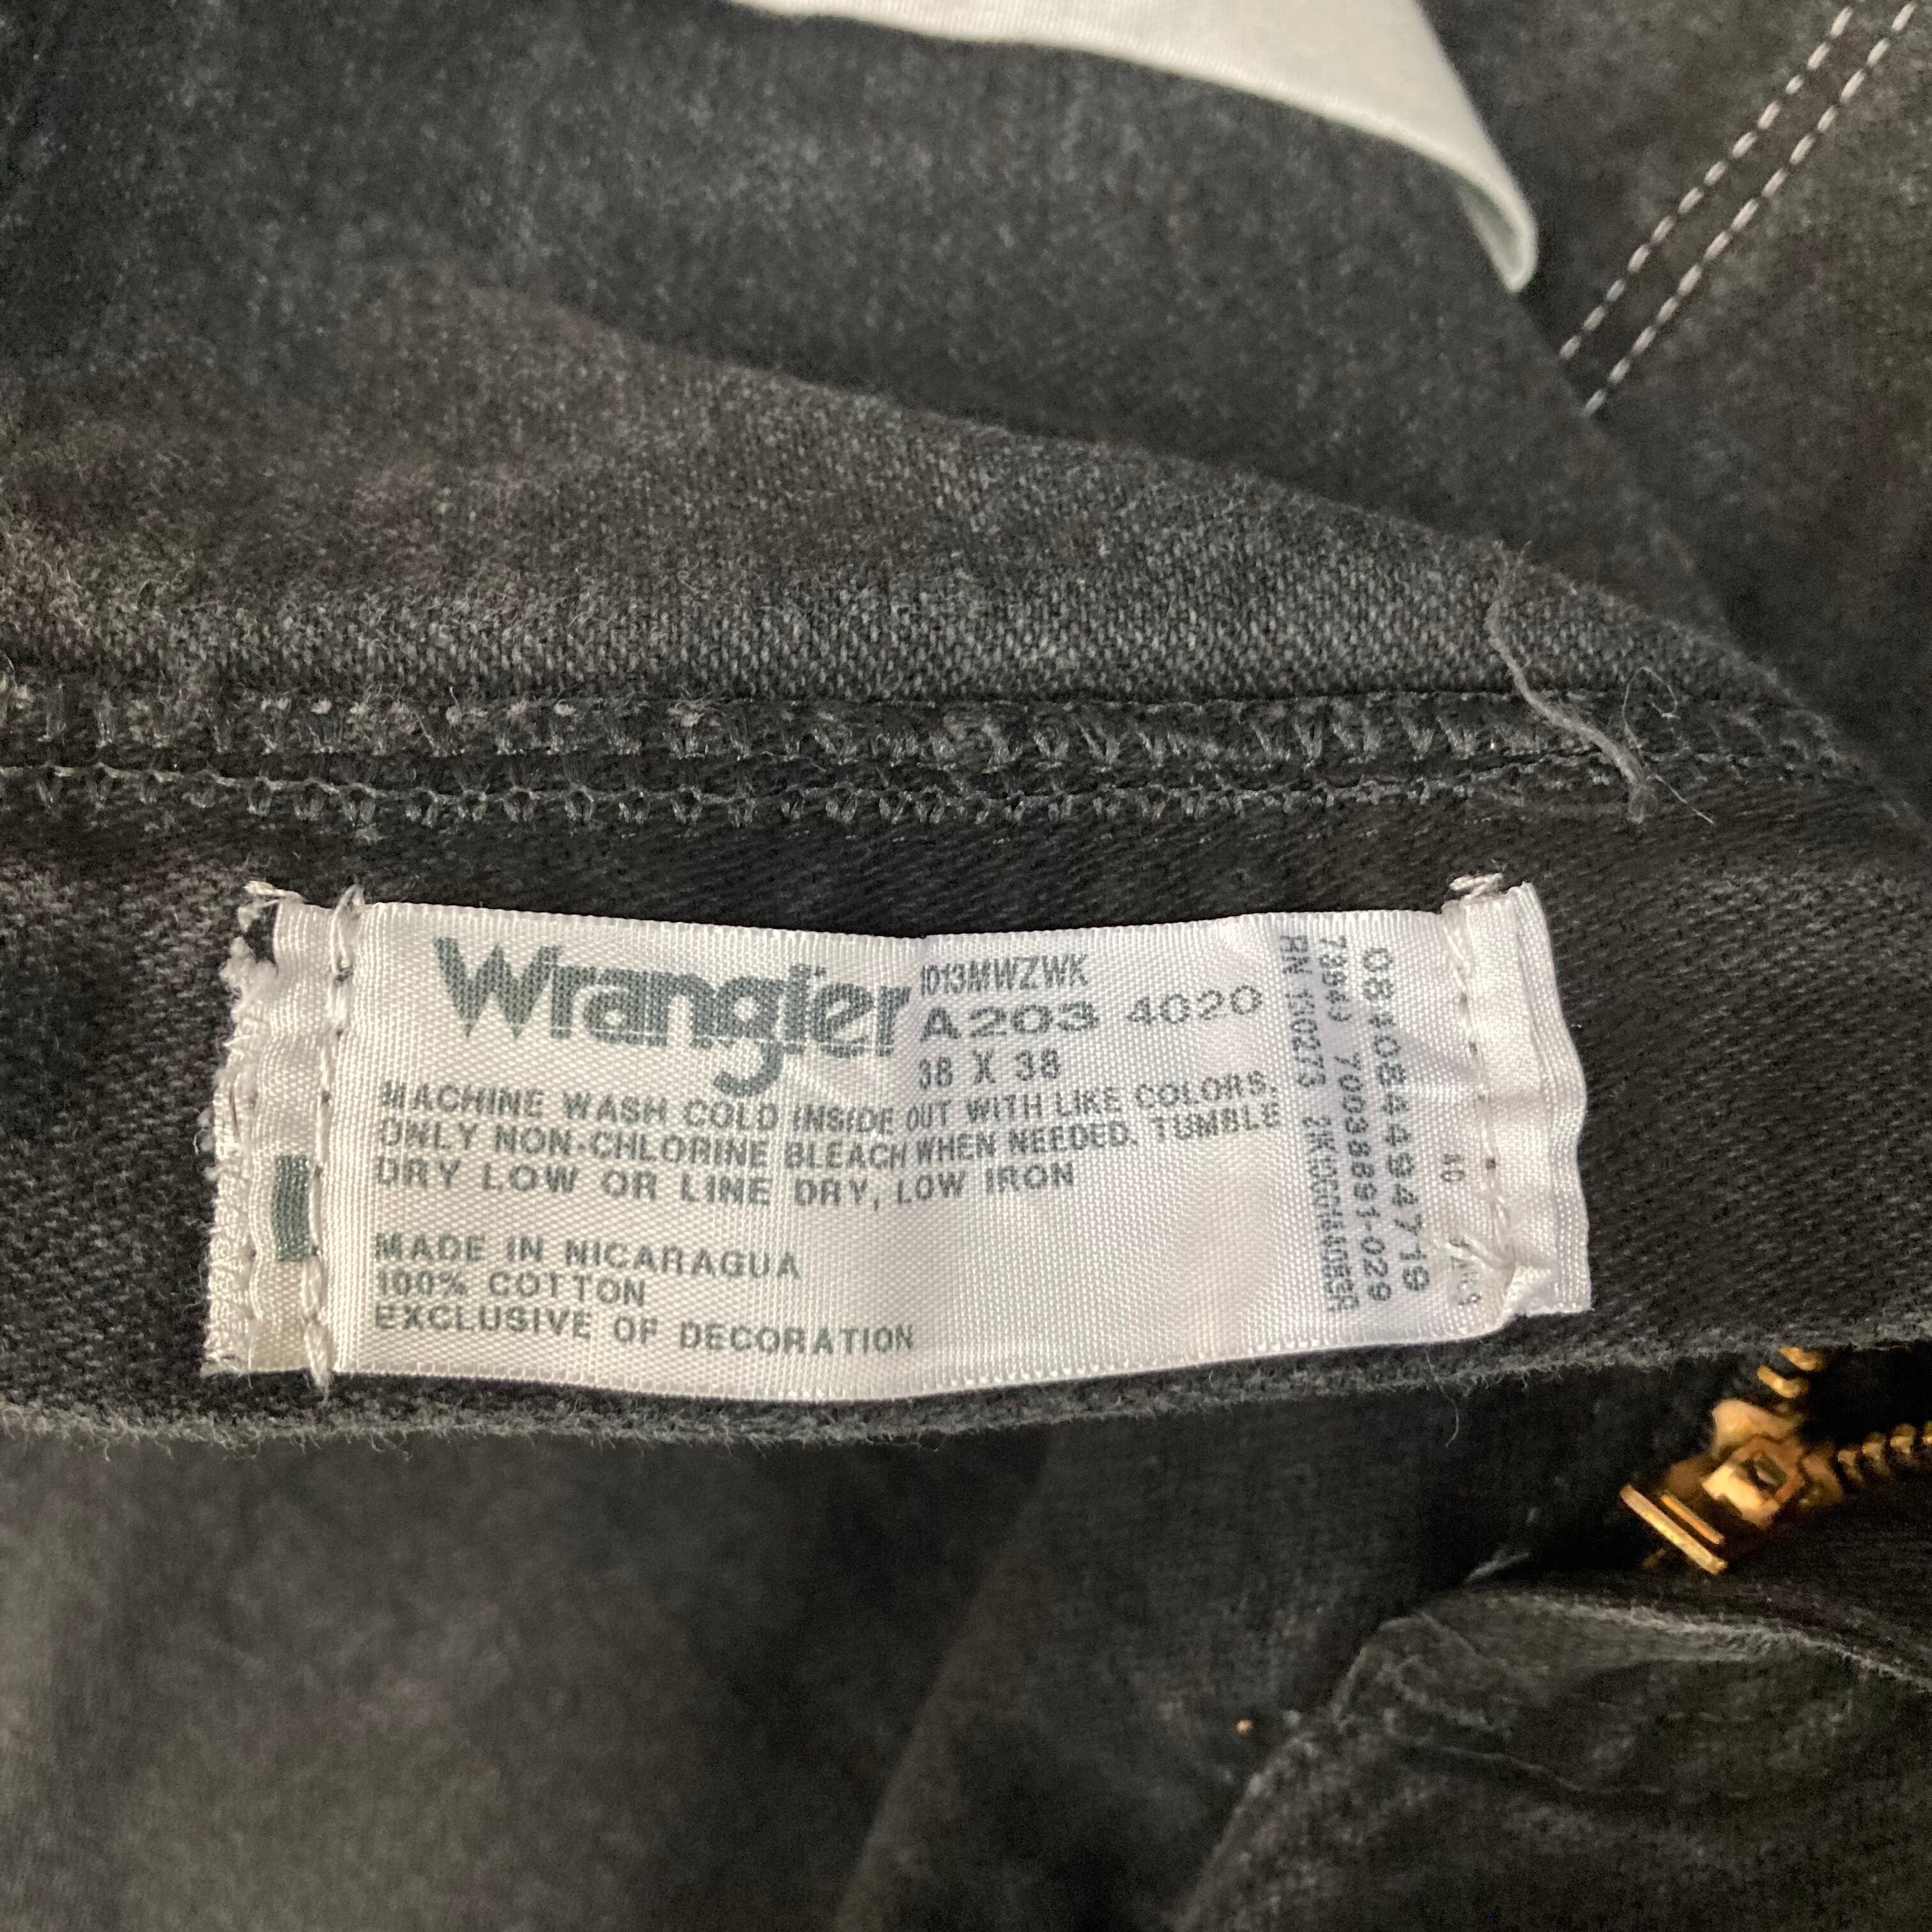 Wrangler
1013MWZWK
A203 4020
38 X 38
MACHINE WASH COLD INSIDE OUT WITH LIKE COLORS.
ONLY NON-CHLORINE BLEACH WHEN NEEDED. TUMBLE
DRY LOW OR LINE DRY, LOW IRON
MADE IN NICARAGUA
100% COTTON
EXCLUSIVE OF DECORATION
084084494719
70038891-029
RN 130273
AD